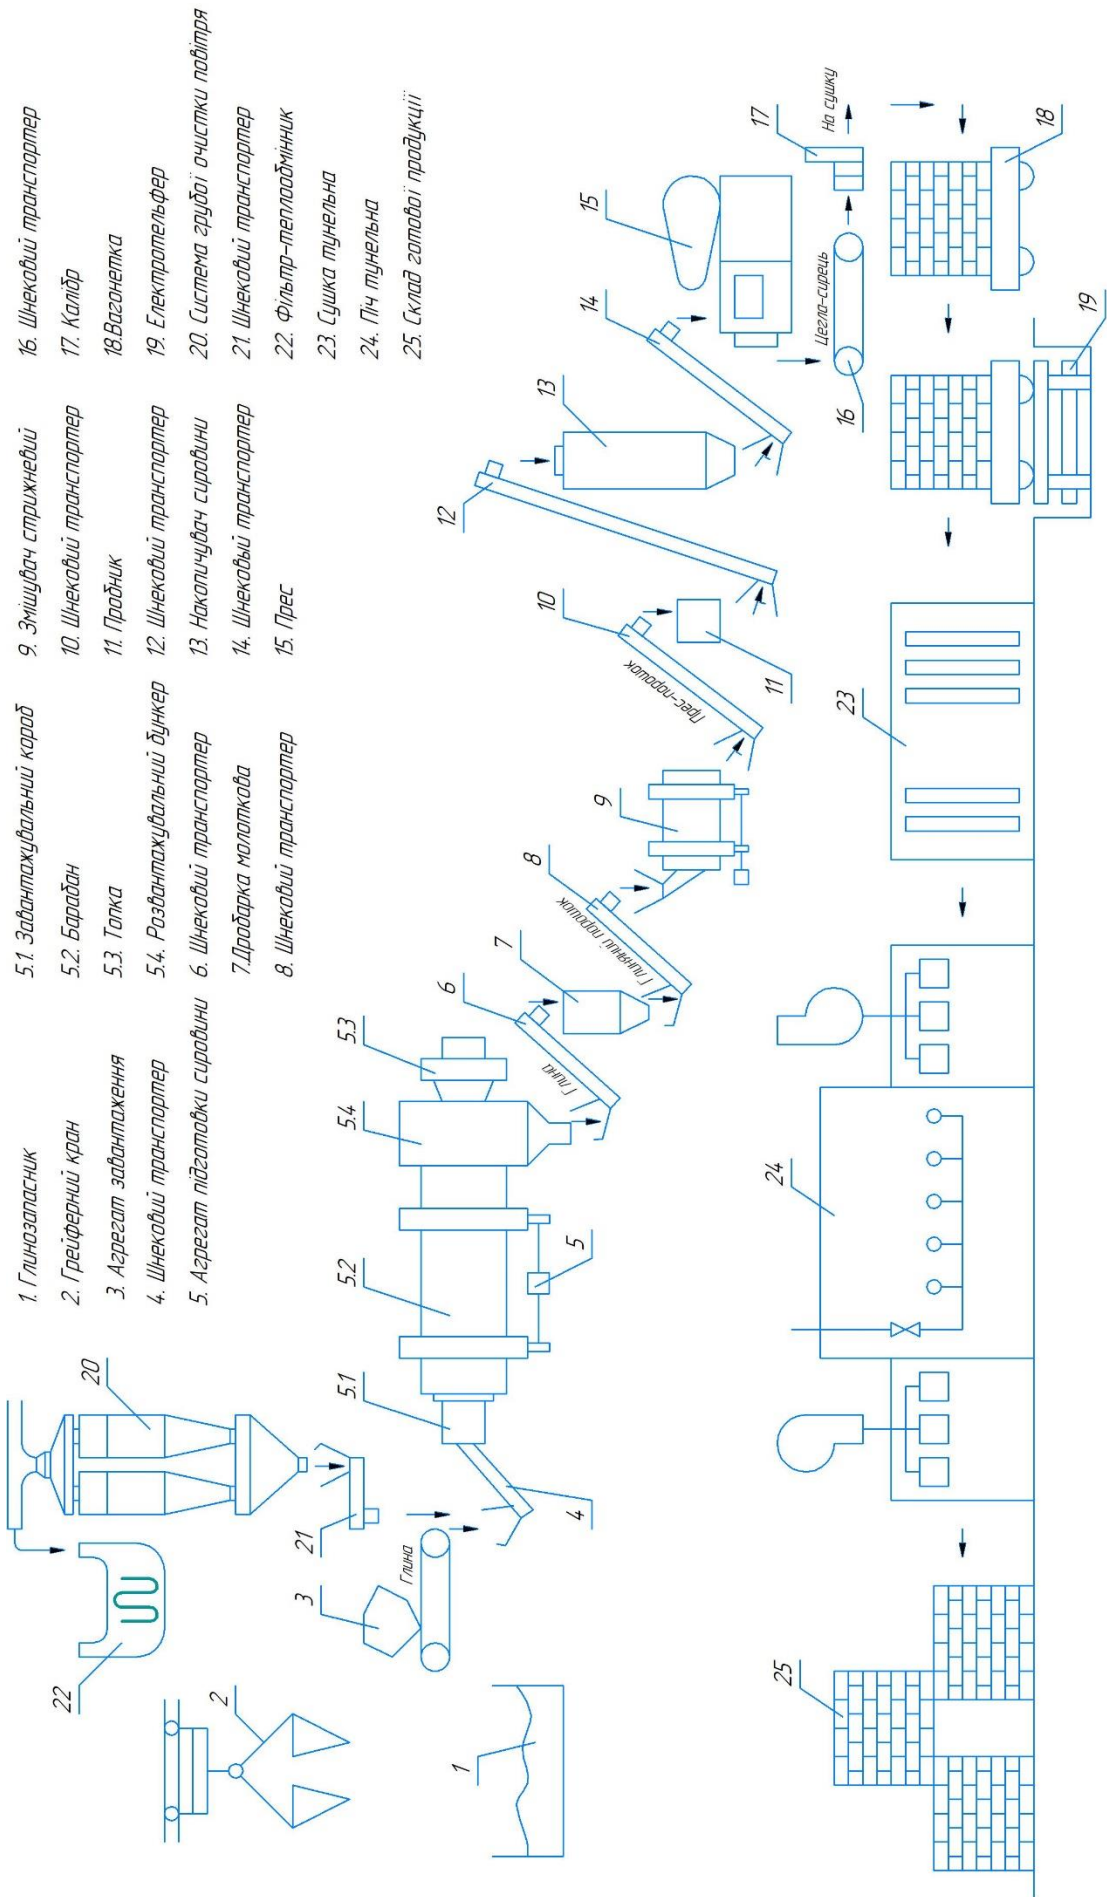 1. Глинозапасник
2. Грейферний кран
3. Агрегат завантаження
4. Шнековий транспортер
5. Агрегат підготовки сировини
5.1. Завантажувальний короб
5.2. Барабан
5.3. Топка
5.4. Розвантажувальний бункер
6. Шнековий транспортер
7.Дробарка молоткова
8. Шнековий транспортер
9. Змішувач стрижневий
10. Шнековий транспортер
11. Пробник
12. Шнековий транспортер
13. Накопичувач сировини
14. Шнековый транспортер
15. Прес
16. Шнековий транспортер
17. Калібр
18.Вагонетка
19. Електротельфер
20. Система грубої очистки повітря
21. Шнековий транспортер
22. Фільтр-теплообмінник
23. Сушка тунельна
24. Піч тунельна
25. Склад готової продукції
22
20
2
21
3
Глина
1
4
5.1
5.2
5
5.4
5.3
6
Глина
7
8
Глиняний порошок
9
10
Прес-порошок
11
12
13
14
15
16
Цегла-сирець
17
На сушку
25
24
23
19
18